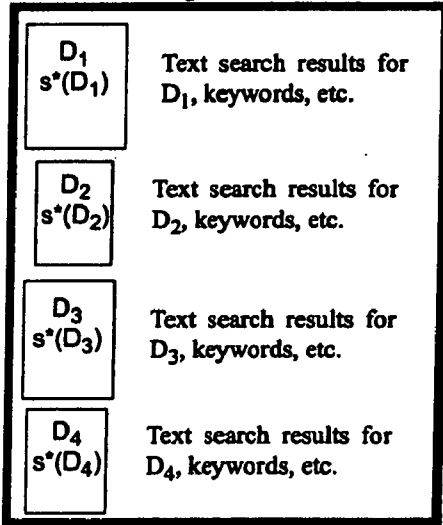 D₁
s*(D₁)
Text search results for
D₁, keywords, etc.
D₂
s*(D₂)
Text search results for
D₂, keywords, etc.
D₃
s*(D₃)
Text search results for
D₃, keywords, etc.
D₄
s*(D₄)
Text search results for
D₄, keywords, etc.